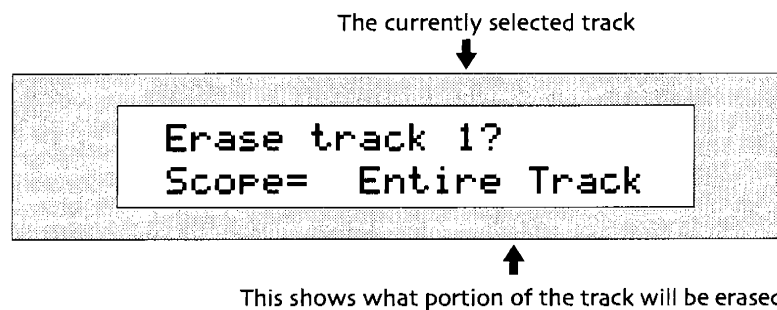 The currently selected track
Erase track 1?
Scope= Entire Track
This shows what portion of the track will be erased